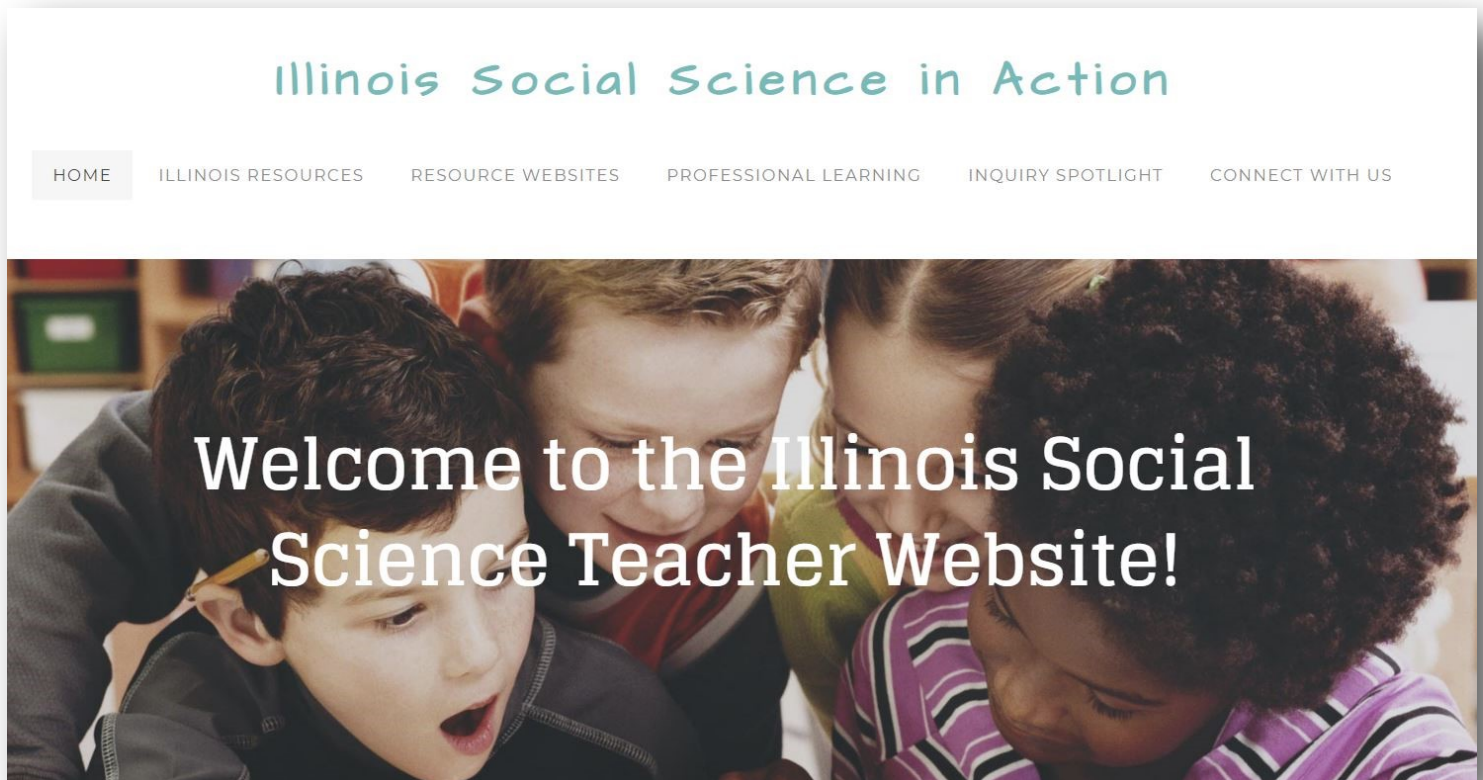 Illinois Social Science in Action
HOME ILLINOIS RESOURCES RESOURCE WEBSITES PROFESSIONAL LEARNING INQUIRY SPOTLIGHT CONNECT WITH US
Welcome to the Illinois Social
Science Teacher Website!